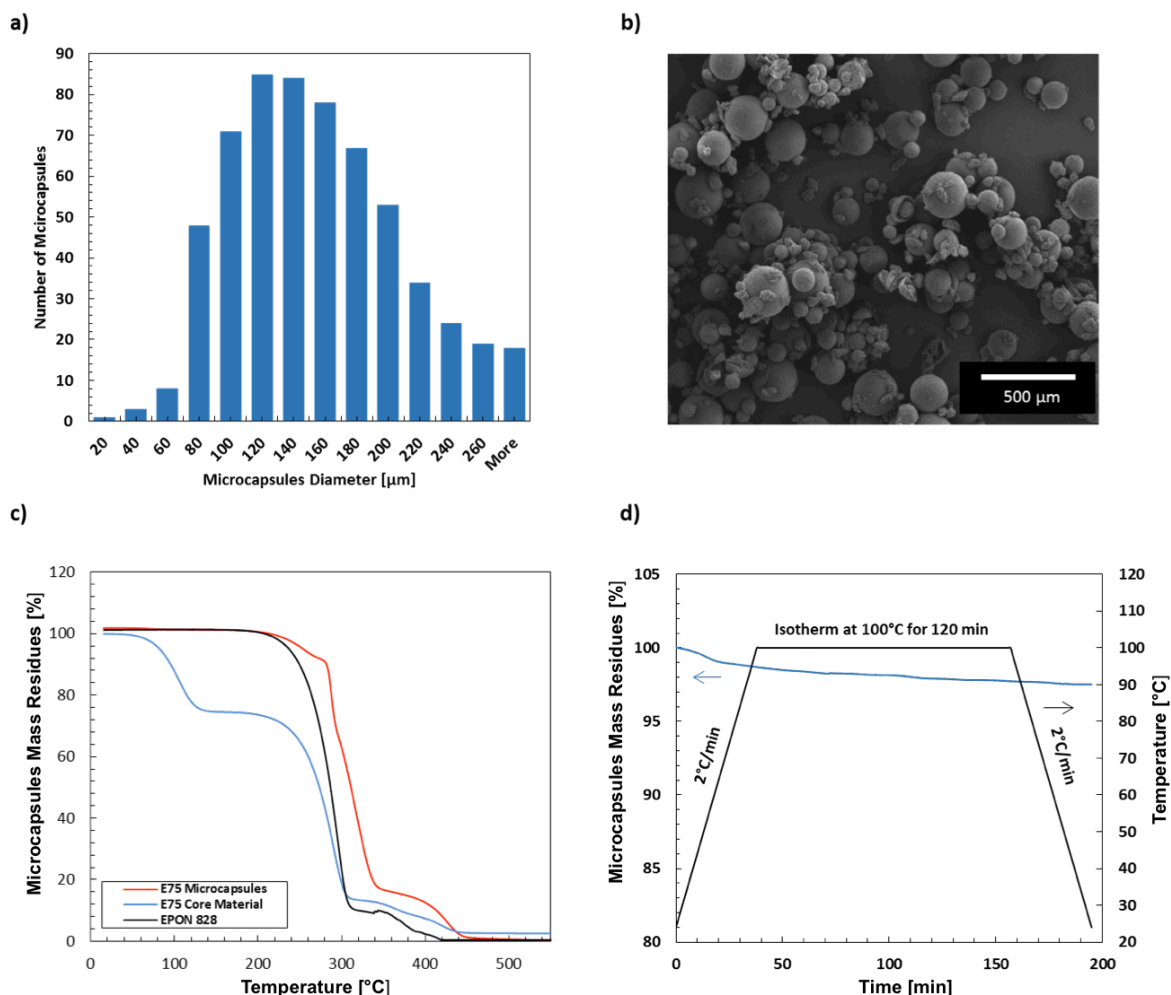 a)
90
80
70
60
50
40
30
20
10
0
Number of Mcirocapsules
20 40 60 80 100 120 140 160 180 200 220 240 260 More
Microcapsules Diameter [µm]
b)
500 µm
c)
120
100
80
60
40
20
0
Microcapsules Mass Residues [%]
E75 Microcapsules
E75 Core Material
EPON 828
0 100 200 300 400 500
Temperature [°C]
d)
105
100
95
90
85
80
Microcapsules Mass Residues [%]
Isotherm at 100°C for 120 min
2°C/min
2°C/min
120
110
100
90
80
70
60
50
40
30
20
Temperature [°C]
0 50 100 150 200
Time [min]